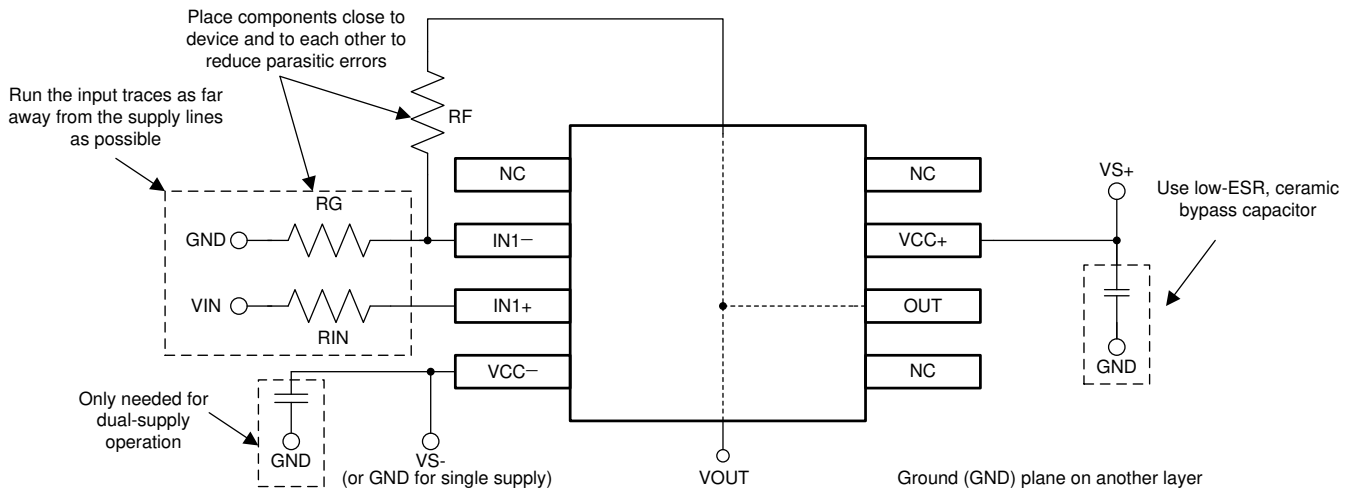 Place components close to
device and to each other to
reduce parasitic errors
Run the input traces as far
away from the supply lines
as possible
RF
NC
NC
VS+
Use low-ESR, ceramic
bypass capacitor
RG
GND
IN1−
VCC+
VIN
IN1+
OUT
RIN
GND
VCC−
NC
Only needed for
dual-supply
operation
GND
VS-
(or GND for single supply)
VOUT
Ground (GND) plane on another layer